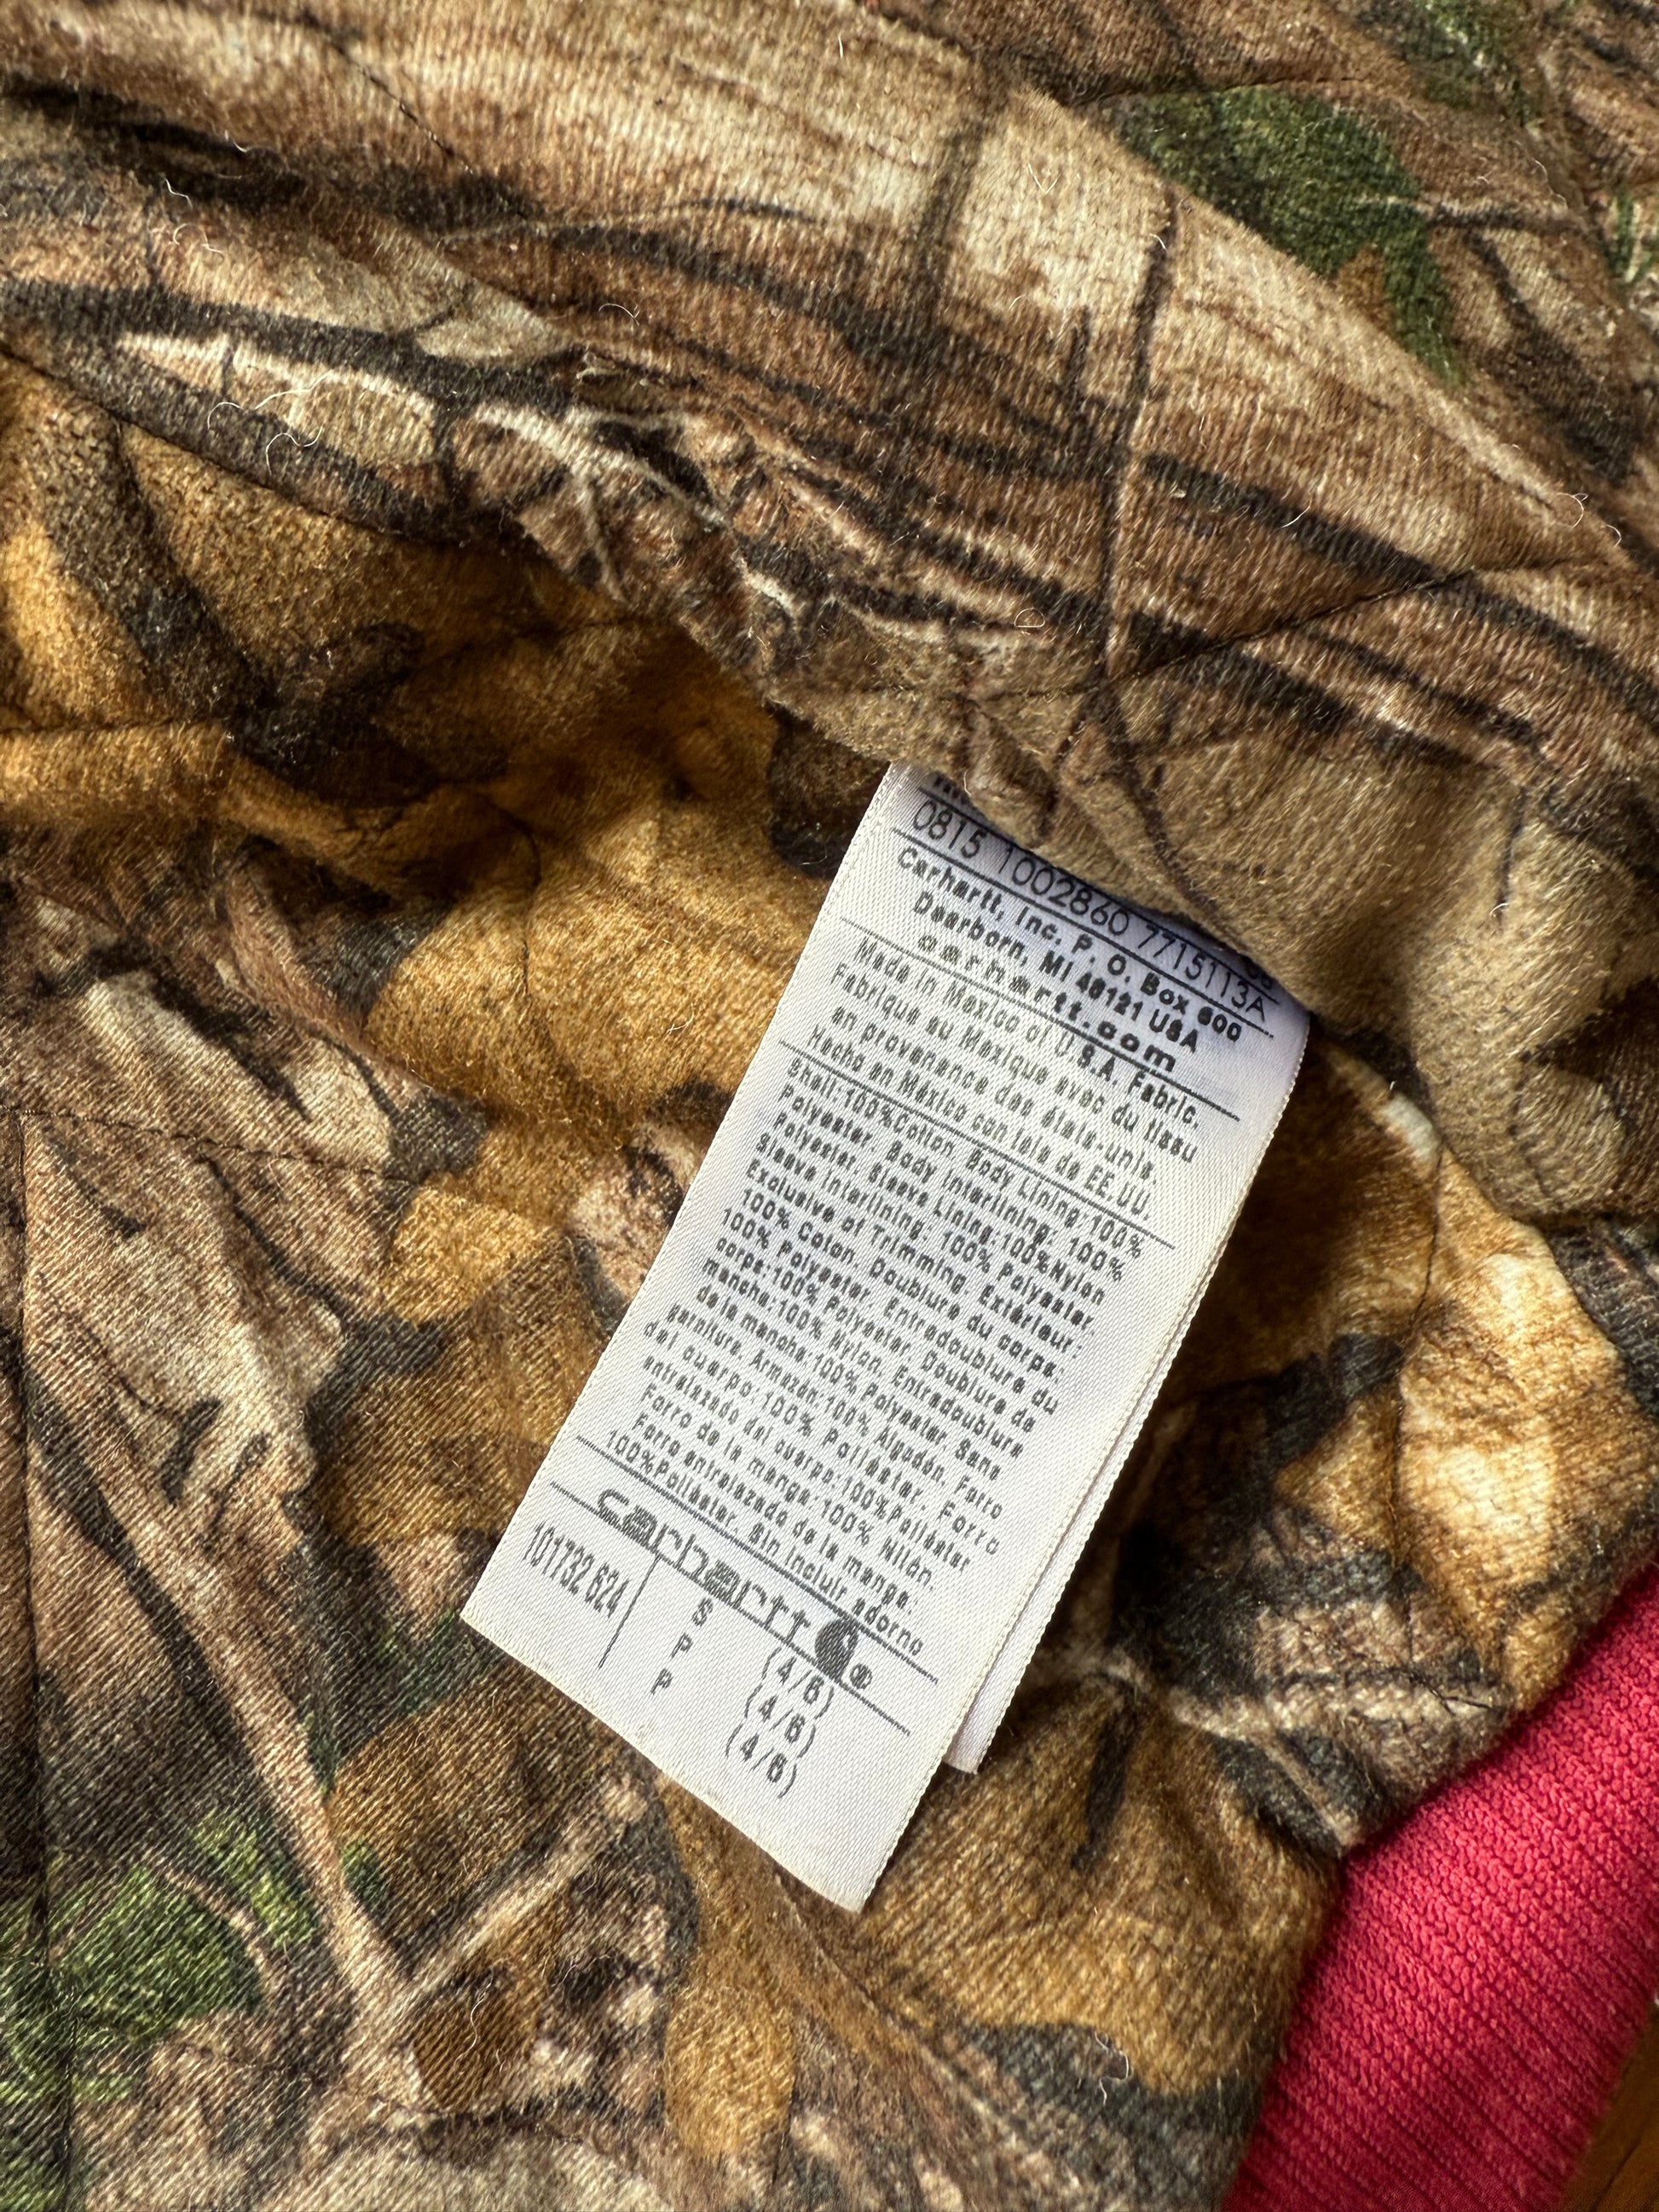 0815 1002860 7715113A
Carhartt, Inc. P. O. Box 600
Dearborn, MI 48121 USA
carhartt.com
Made in Mexico of U.S.A. Fabric.
Fabriqué au Mexique avec du tissu
en provenance des états-unis.
Hecho en México con tela de EE.UU.
Shell:100%Cotton. Body Lining:100%
Polyester. Body Interlining: 100%
Polyester. Sleeve Lining:100%Nylon
Sleeve Interlining: 100% Polyester.
Exclusive of Trimming. Extérieur:
100% Coton. Doublure du corps:
100% Polyester. Entredoublure du
corps:100% Polyester. Doublure de
manche:100% Nylon. Entredoublure
de la manche:100% Polyester. Sans
garniture. Armazón:100% Algodón. Forro
del cuerpo:100% Poliéster. Forro
entrelazado del cuerpo:100%Poliéster
Forro de la manga:100% Nilón.
Forro entrelazado de la manga:
100%Poliéster. Sin incluir adorno
carhartt ®
101732 624 S (4/6)
P (4/6)
P (4/6)